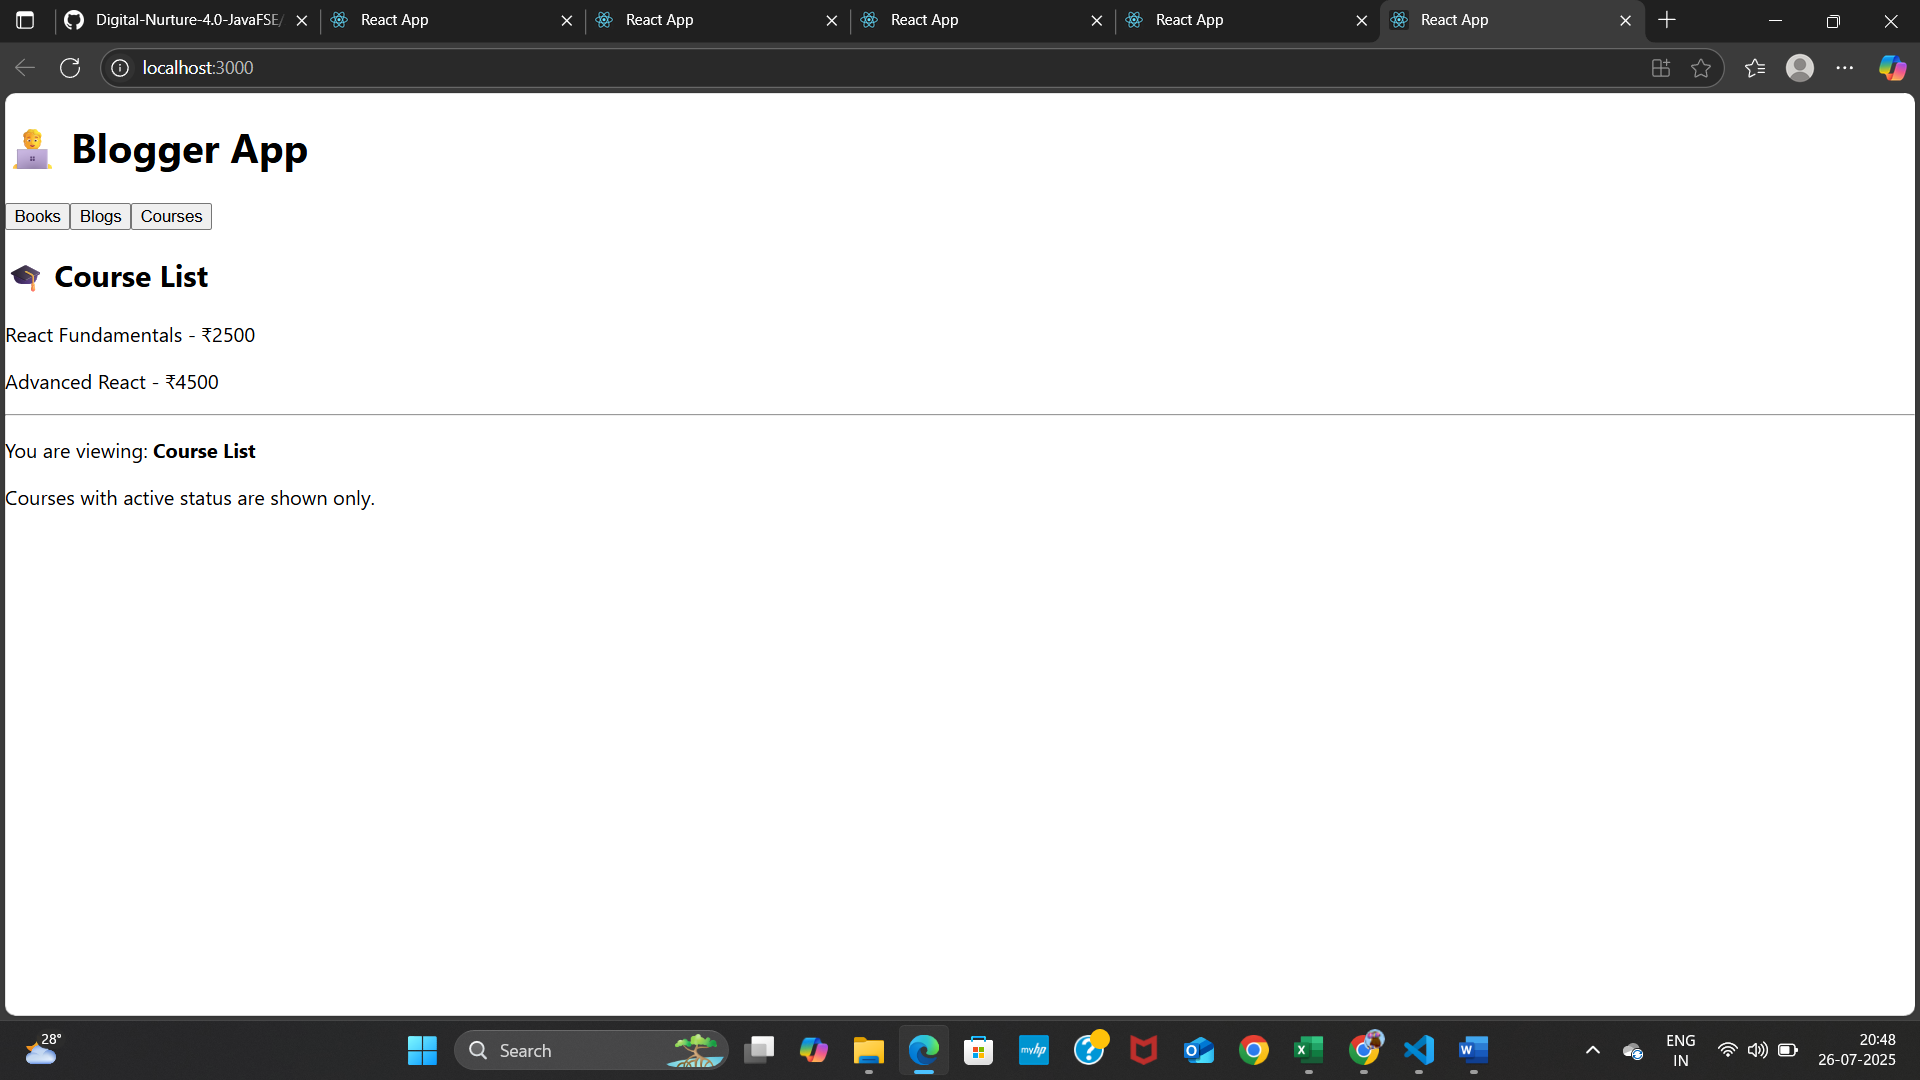 Digital-Nurture-4.0-JavaFSE/
React App
React App
React App
React App
React App
localhost:3000
Blogger App
Books Blogs Courses
Course List
React Fundamentals - ₹2500
Advanced React - ₹4500
You are viewing: Course List
Courses with active status are shown only.
28°
Search
myhp
ENG
IN
20:48
26-07-2025